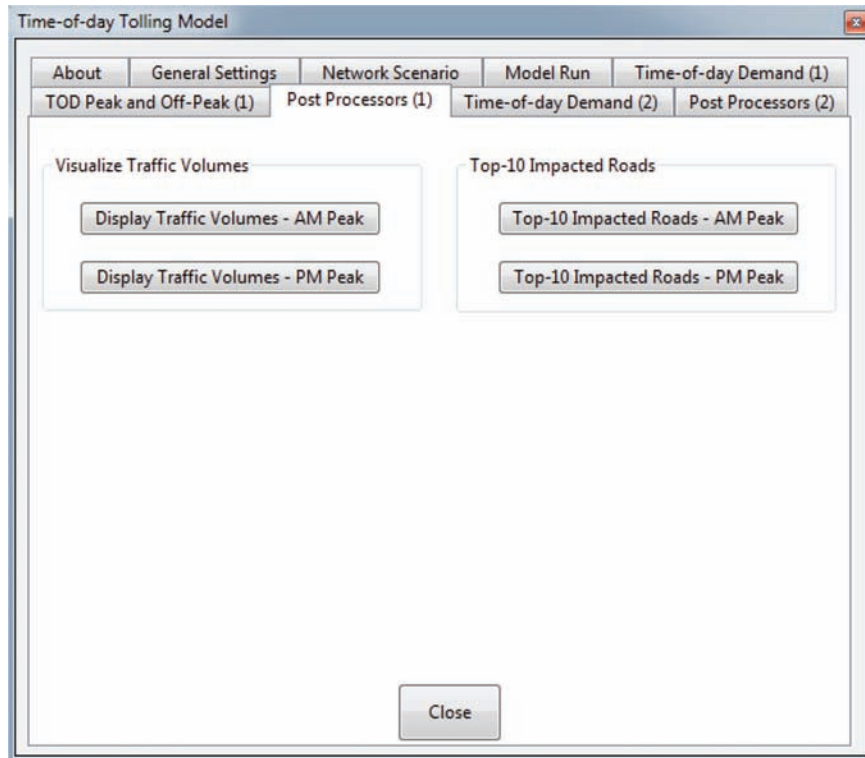 Time-of-day Tolling Model
x
About General Settings Network Scenario Model Run Time-of-day Demand (1)
TOD Peak and Off-Peak (1) Post Processors (1) Time-of-day Demand (2) Post Processors (2)
Visualize Traffic Volumes
Display Traffic Volumes - AM Peak
Display Traffic Volumes - PM Peak
Top-10 Impacted Roads
Top-10 Impacted Roads - AM Peak
Top-10 Impacted Roads - PM Peak
Close